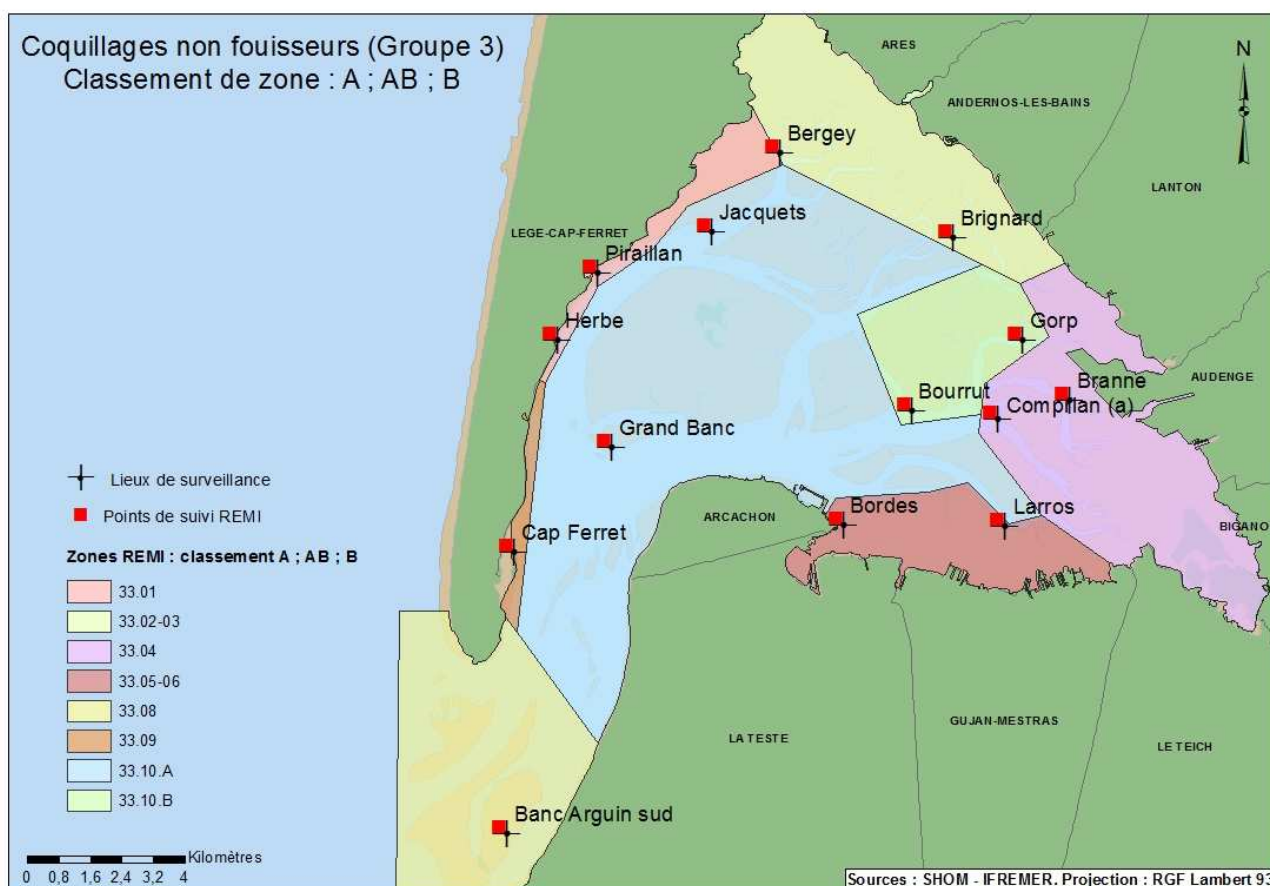 Coquillages non fouisseurs (Groupe 3)
Classement de zone : A ; AB ; B
N
ARES
ANDERNOS-LES-BAINS
LANTON
Bergey
Jacquets
Brignard
LEGE-CAP-FERRET
Piraillan
Herbe
Gorp
Branne
AUDENGE
Bourrut
Comprian (a)
Grand Banc
Lieux de surveillance
Points de suivi REMI
ARCACHON
Bordes
Larros
BIGANO
Cap Ferret
Zones REMI : classement A ; AB ; B
33.01
33.02-03
33.04
33.05-06
33.08
33.09
33.10.A
33.10.B
LA TESTE
GUJAN-MESTRAS
LE TEICH
Banc Arguin sud
Kilomètres
0 0,8 1,6 2,4 3,2 4
Sources : SHOM - IFREMER. Projection : RGF Lambert 93